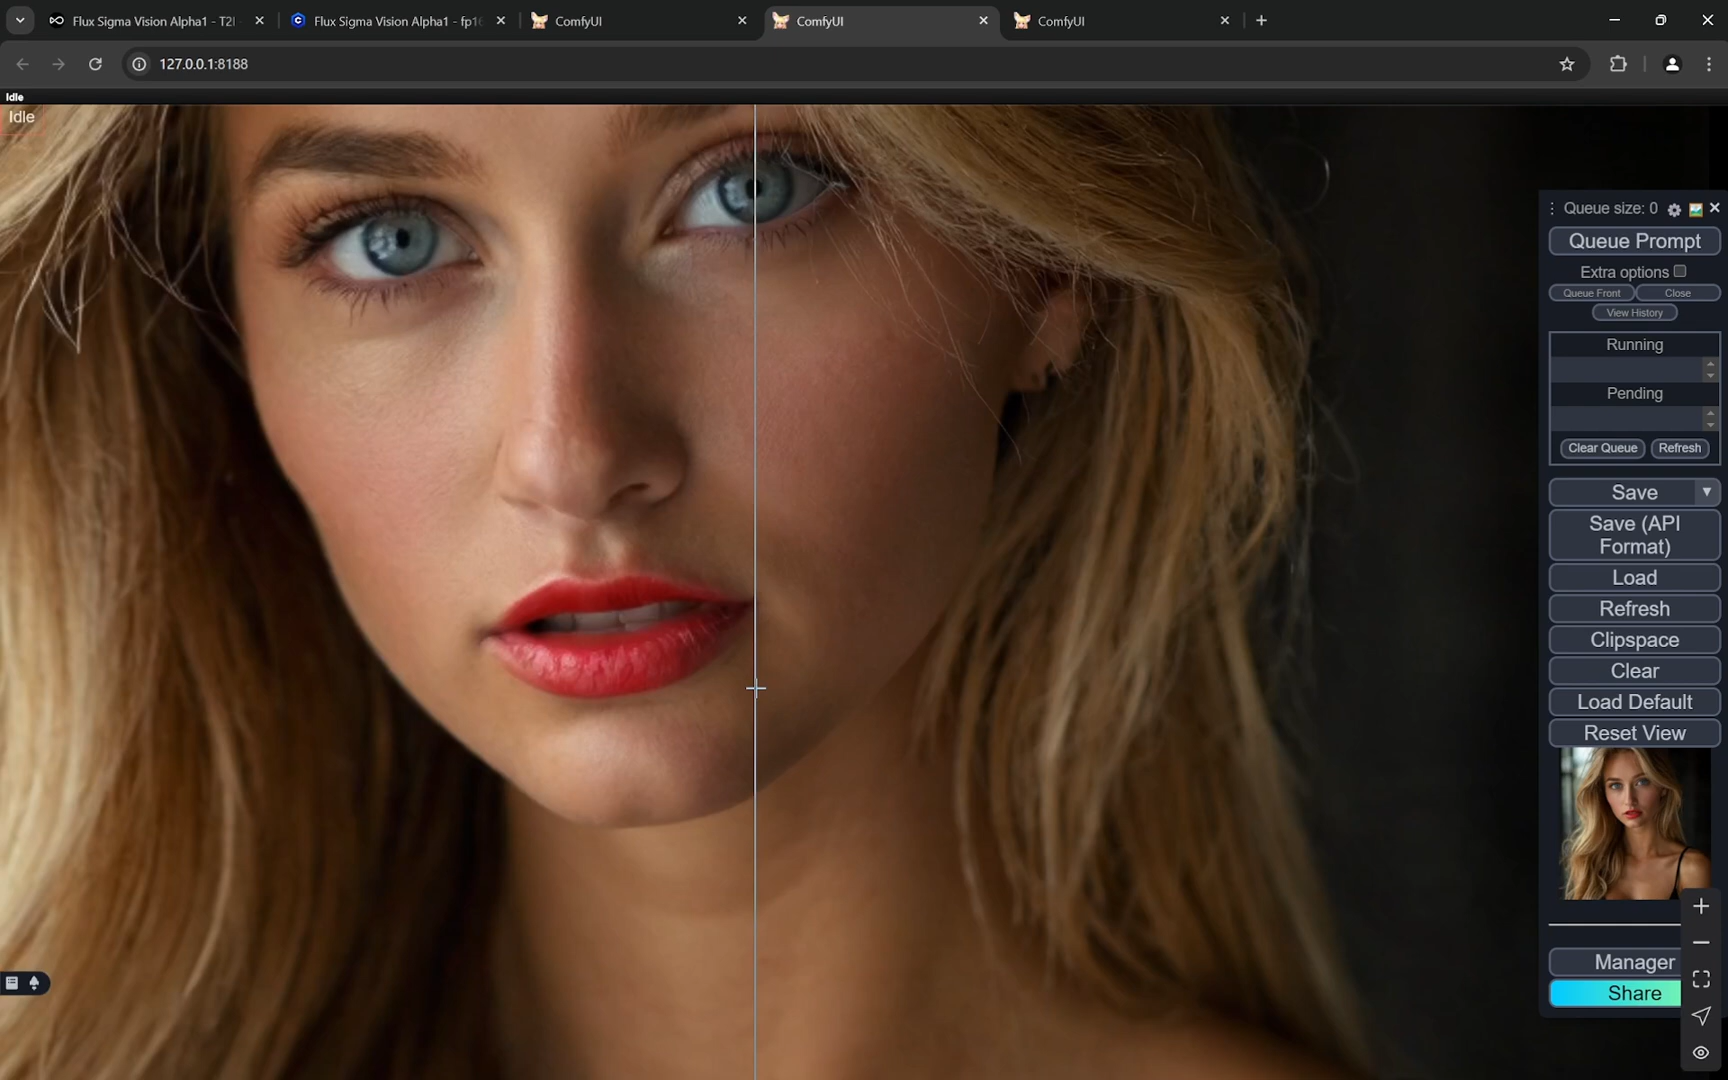 Flux Sigma Vision Alpha1 - T2I
Flux Sigma Vision Alpha1 - fp16
ComfyUI
ComfyUI
ComfyUI
127.0.0.1:8188
Idle
Idle
Queue size: 0
Queue Prompt
Extra options
Queue Front
Close
View History
Running
Pending
Clear Queue
Refresh
Save
Save (API
Format)
Load
Refresh
Clipspace
Clear
Load Default
Reset View
Manager
Share